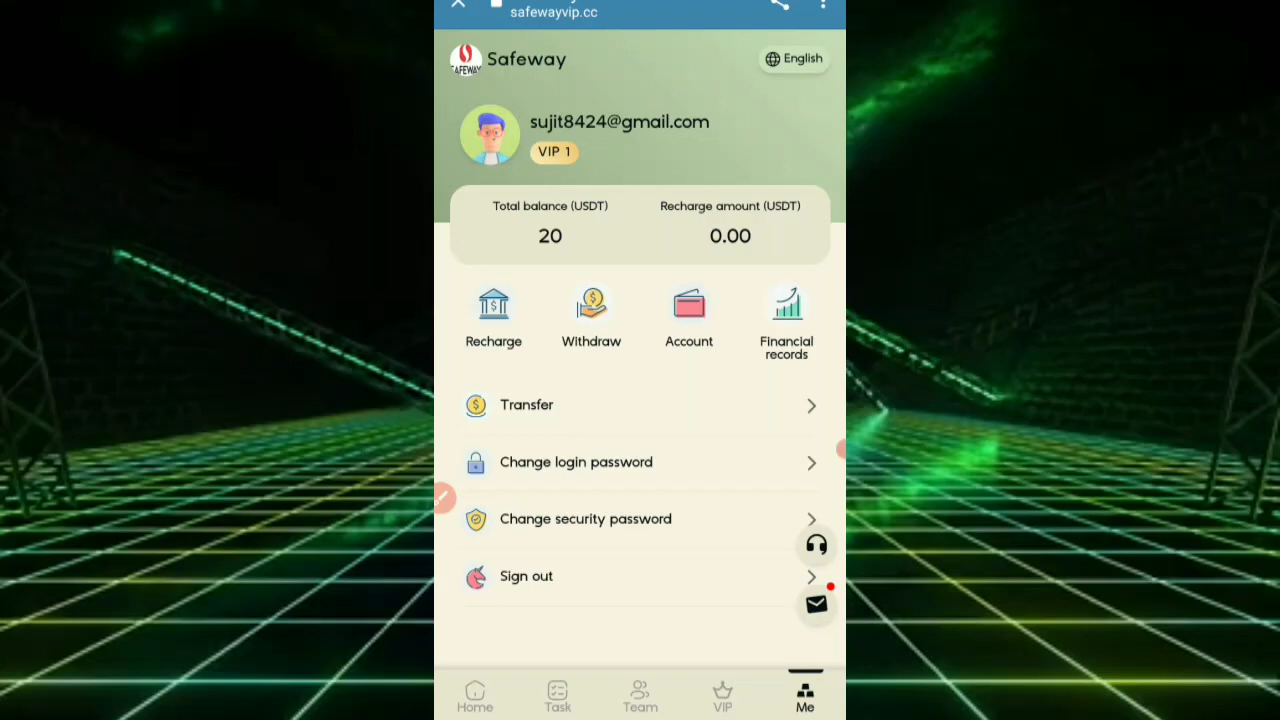 safewayvip.cc
SAFEWAY
Safeway
English
sujit8424@gmail.com
VIP 1
Total balance (USDT)
Recharge amount (USDT)
20
0.00
Recharge
Withdraw
Account
Financial
records
Transfer
Change login password
Change security password
Sign out
Home
Task
Team
VIP
Me